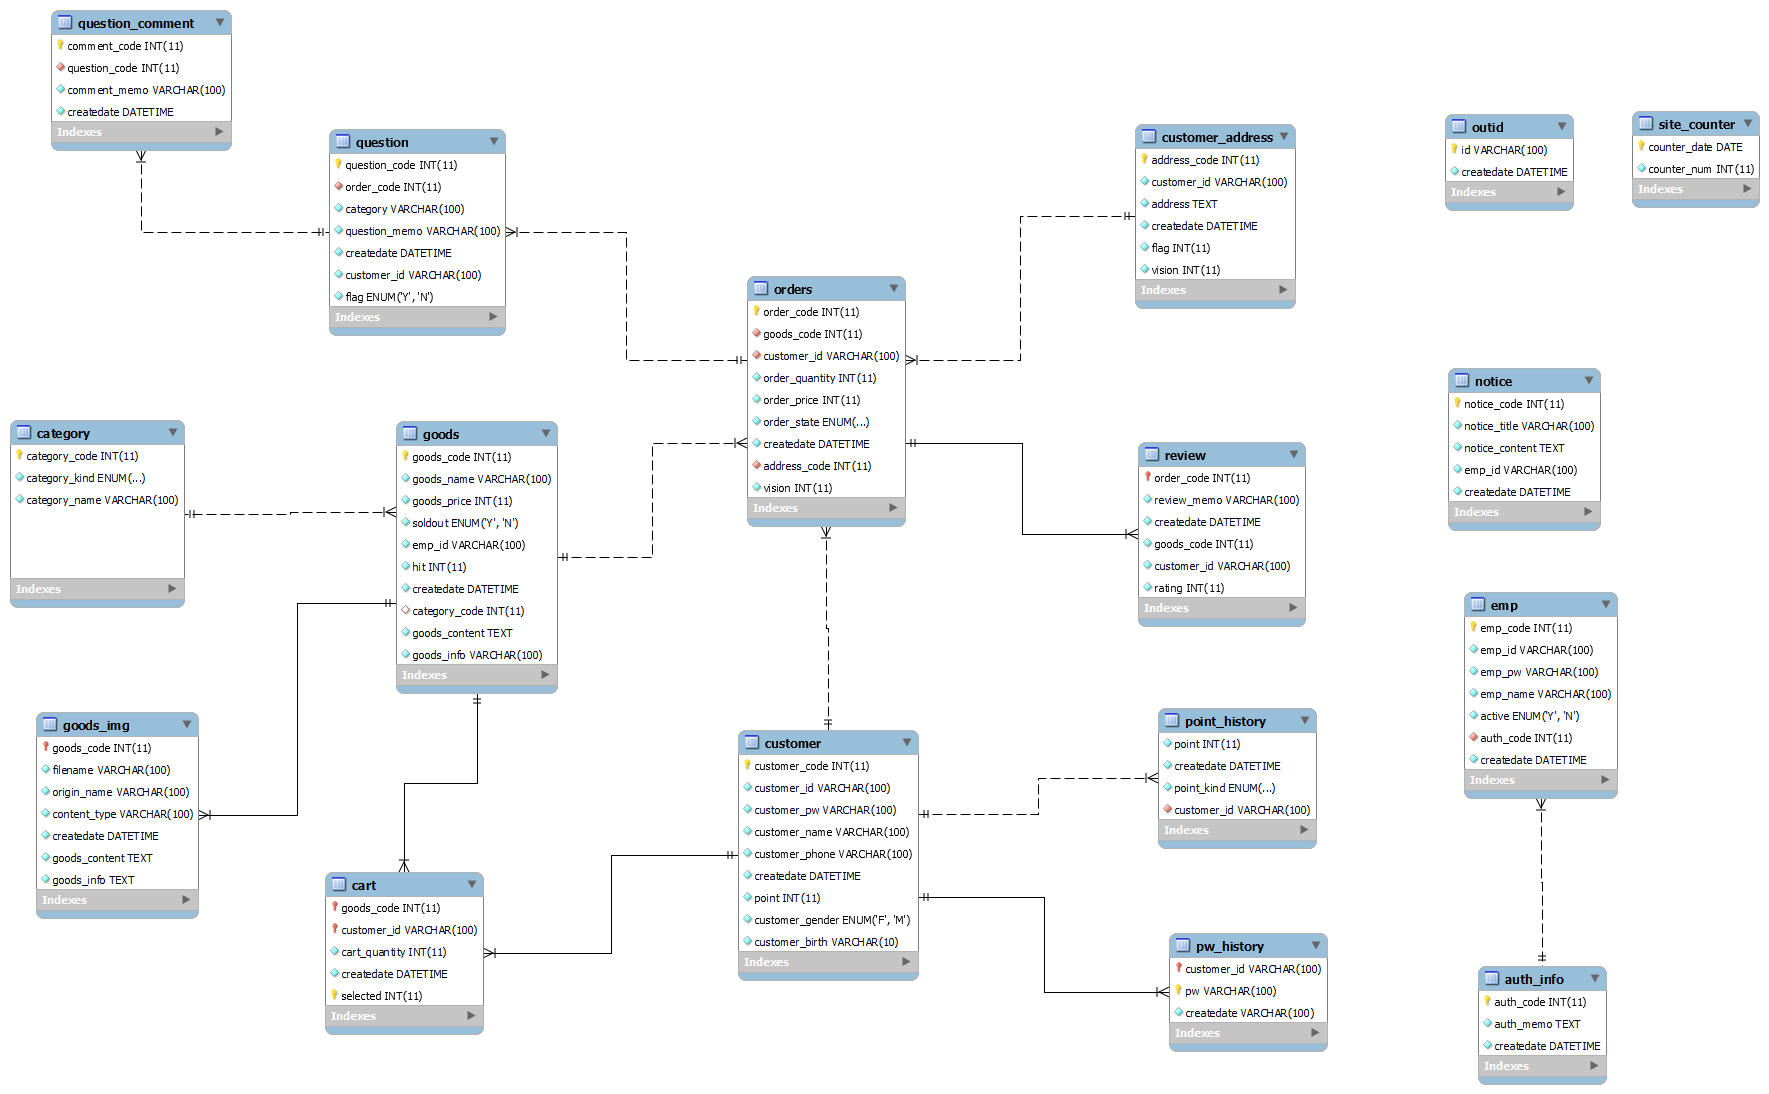 question_comment
comment_code INT(11)
question_code INT(11)
comment_memo VARCHAR(100)
createdate DATETIME
Indexes
question
question_code INT(11)
order_code INT(11)
category VARCHAR(100)
question_memo VARCHAR(100)
createdate DATETIME
customer_id VARCHAR(100)
flag ENUM('Y', 'N')
Indexes
customer_address
address_code INT(11)
customer_id VARCHAR(100)
address TEXT
createdate DATETIME
flag INT(11)
vision INT(11)
Indexes
outid
id VARCHAR(100)
createdate DATETIME
Indexes
site_counter
counter_date DATE
counter_num INT(11)
Indexes
orders
order_code INT(11)
goods_code INT(11)
customer_id VARCHAR(100)
order_quantity INT(11)
order_price INT(11)
order_state ENUM(...)
createdate DATETIME
address_code INT(11)
vision INT(11)
Indexes
notice
notice_code INT(11)
notice_title VARCHAR(100)
notice_content TEXT
emp_id VARCHAR(100)
createdate DATETIME
Indexes
category
category_code INT(11)
category_kind ENUM(...)
category_name VARCHAR(100)
Indexes
goods
goods_code INT(11)
goods_name VARCHAR(100)
goods_price INT(11)
soldout ENUM('Y', 'N')
emp_id VARCHAR(100)
hit INT(11)
createdate DATETIME
category_code INT(11)
goods_content TEXT
goods_info VARCHAR(100)
Indexes
review
order_code INT(11)
review_memo VARCHAR(100)
createdate DATETIME
goods_code INT(11)
customer_id VARCHAR(100)
rating INT(11)
Indexes
emp
emp_code INT(11)
emp_id VARCHAR(100)
emp_pw VARCHAR(100)
emp_name VARCHAR(100)
active ENUM('Y', 'N')
auth_code INT(11)
createdate DATETIME
Indexes
goods_img
goods_code INT(11)
filename VARCHAR(100)
origin_name VARCHAR(100)
content_type VARCHAR(100)
createdate DATETIME
goods_content TEXT
goods_info TEXT
Indexes
customer
customer_code INT(11)
customer_id VARCHAR(100)
customer_pw VARCHAR(100)
customer_name VARCHAR(100)
customer_phone VARCHAR(100)
createdate DATETIME
point INT(11)
customer_gender ENUM('F', 'M')
customer_birth VARCHAR(10)
Indexes
point_history
point INT(11)
createdate DATETIME
point_kind ENUM(...)
customer_id VARCHAR(100)
Indexes
cart
goods_code INT(11)
customer_id VARCHAR(100)
cart_quantity INT(11)
createdate DATETIME
selected INT(11)
Indexes
pw_history
customer_id VARCHAR(100)
pw VARCHAR(100)
createdate VARCHAR(100)
Indexes
auth_info
auth_code INT(11)
auth_memo TEXT
createdate DATETIME
Indexes